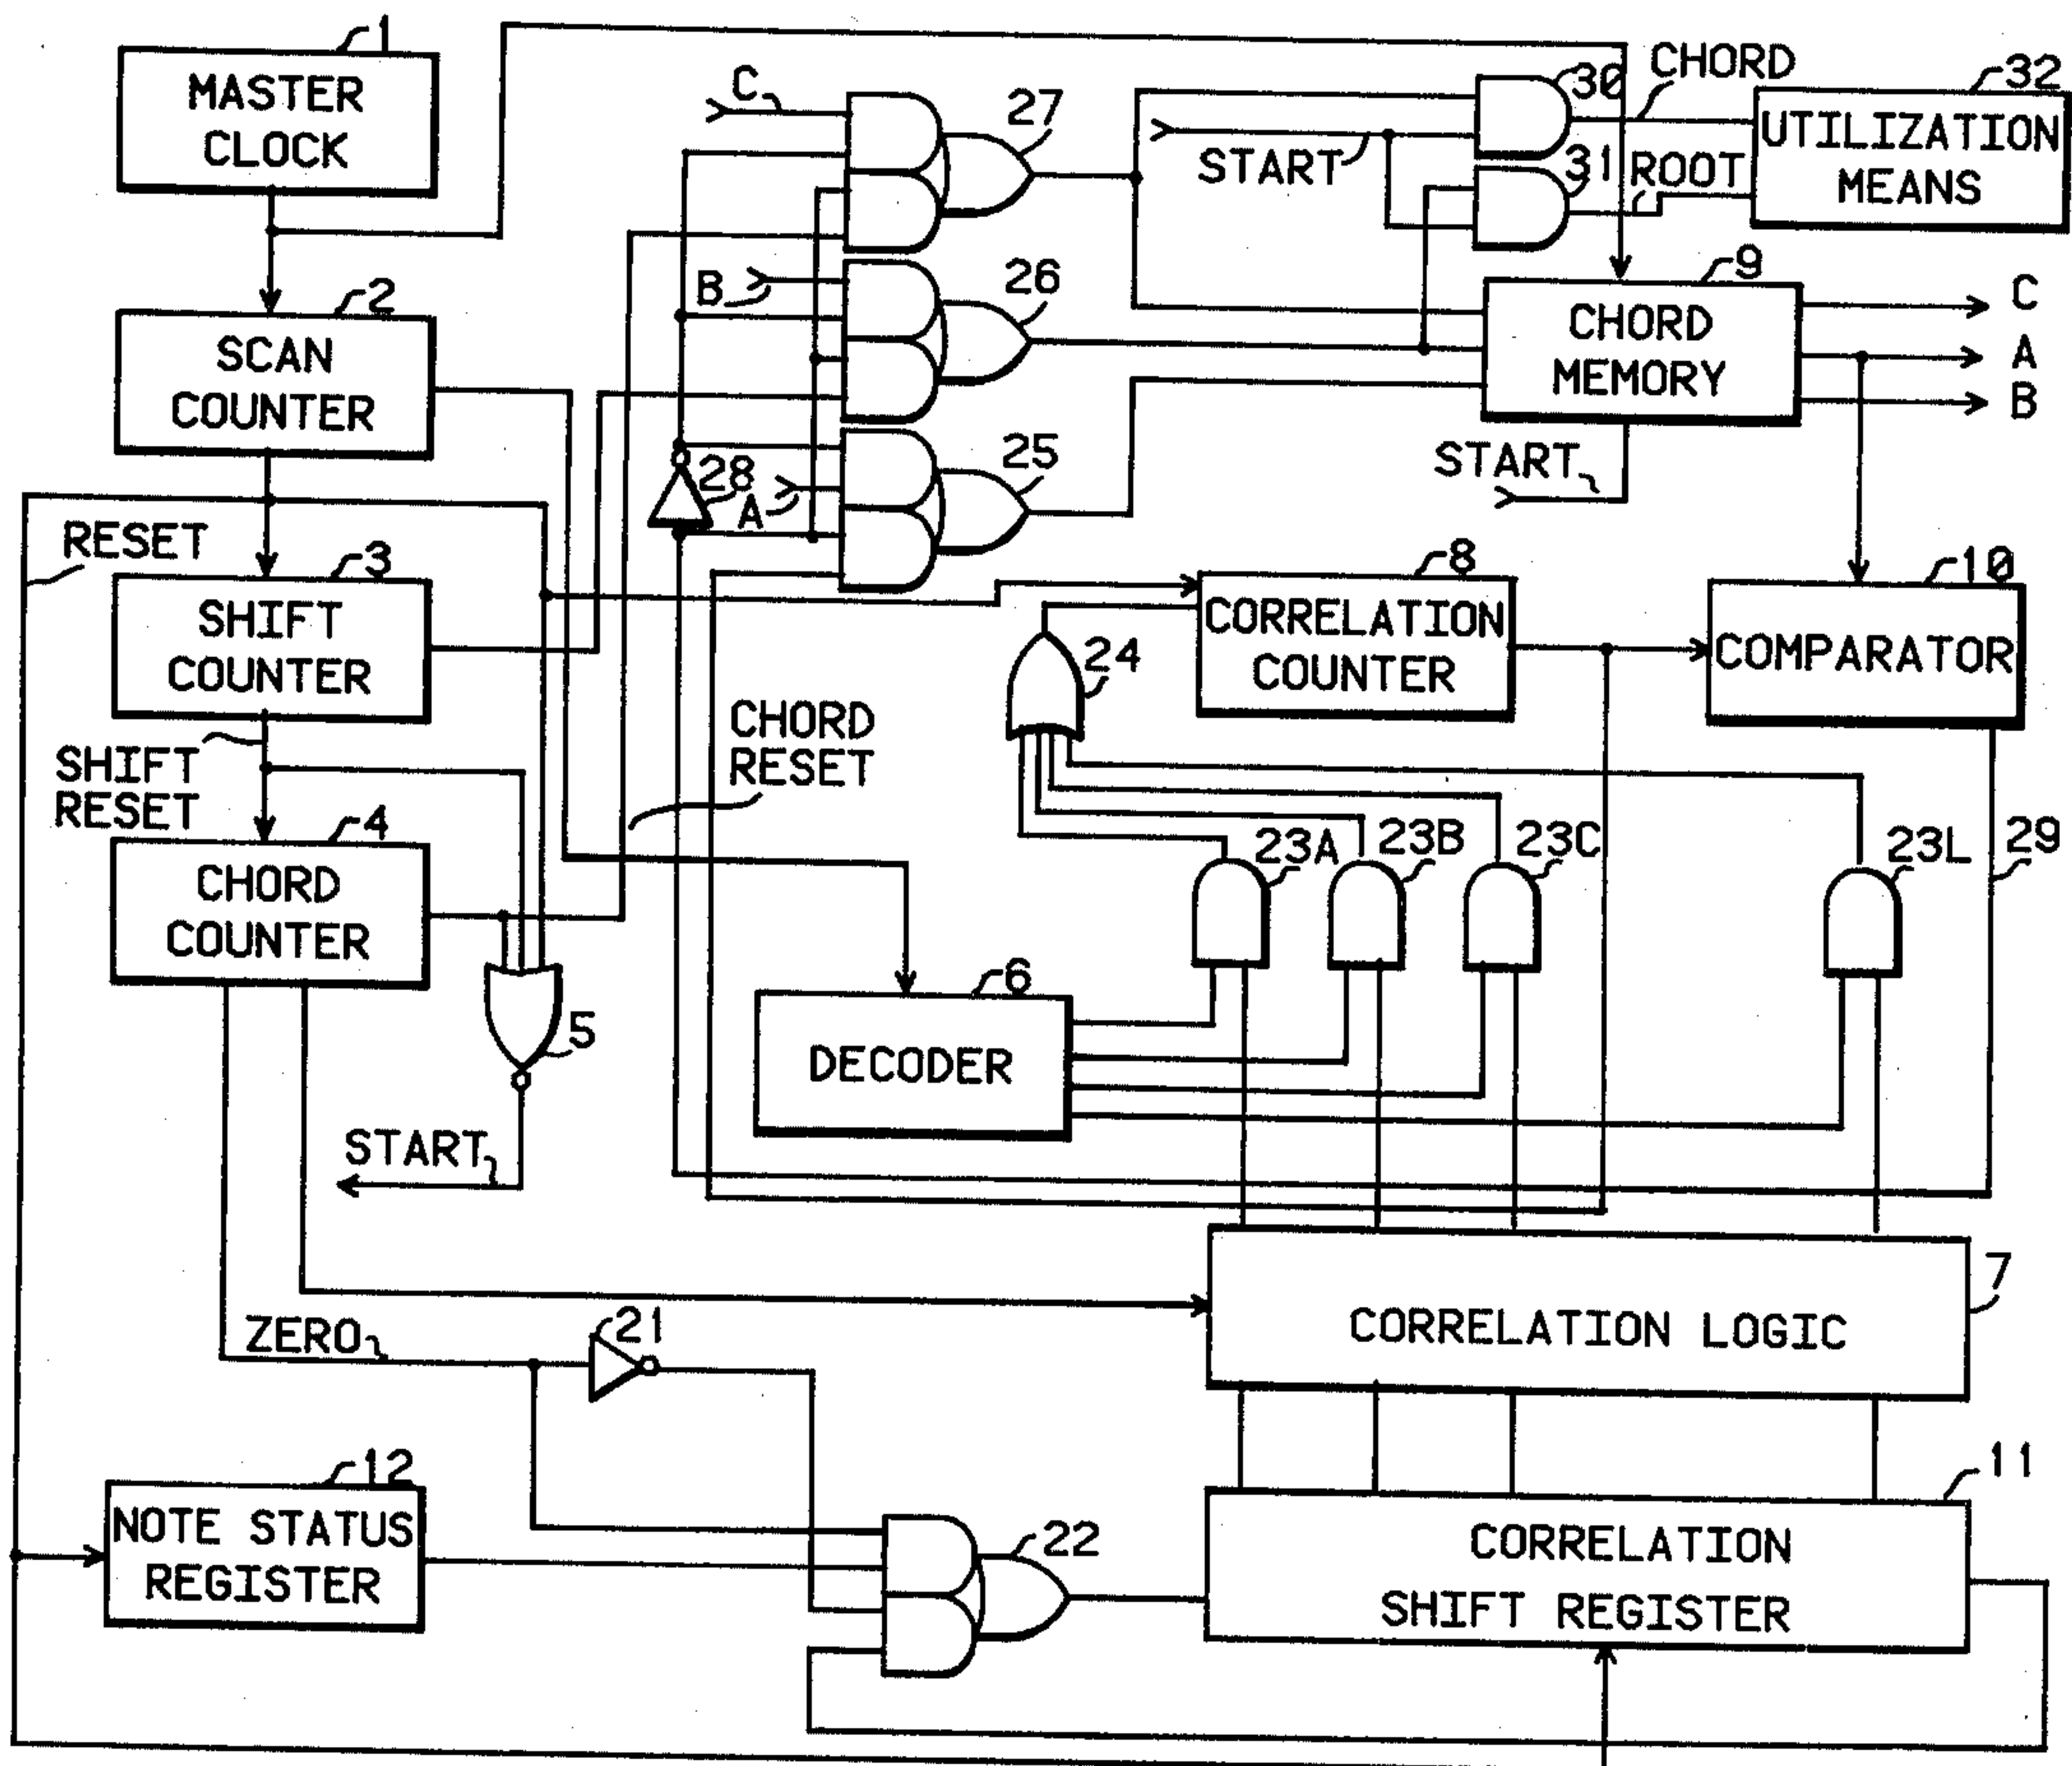 1
MASTER
CLOCK
C
27
30
CHORD
32
UTILIZATION
MEANS
START
31
ROOT
2
SCAN
COUNTER
B
26
9
CHORD
MEMORY
C
A
B
START
28
A
25
RESET
3
SHIFT
COUNTER
8
CORRELATION
COUNTER
10
COMPARATOR
24
SHIFT
RESET
CHORD
RESET
4
CHORD
COUNTER
23A
23B
23C
23L
29
5
6
DECODER
START
7
CORRELATION LOGIC
ZERO
21
12
NOTE STATUS
REGISTER
22
11
CORRELATION
SHIFT REGISTER